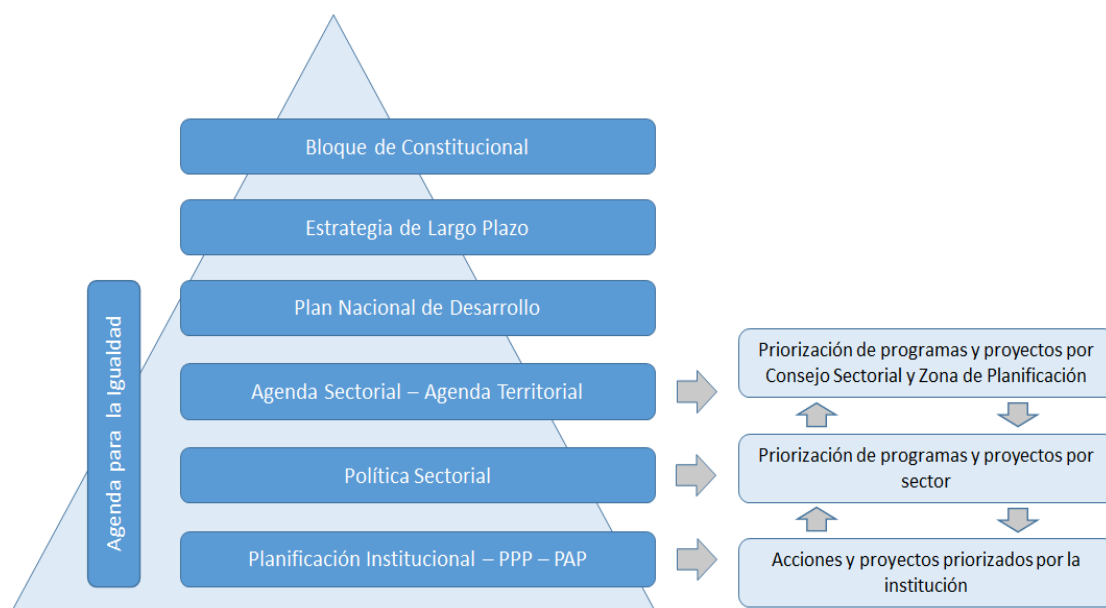 Bloque de Constitucional
Estrategia de Largo Plazo
Plan Nacional de Desarrollo
Agenda Sectorial – Agenda Territorial
Política Sectorial
Planificación Institucional – PPP – PAP
Agenda para la Igualdad
Priorización de programas y proyectos por
Consejo Sectorial y Zona de Planificación
Priorización de programas y proyectos por
sector
Acciones y proyectos priorizados por la
institución